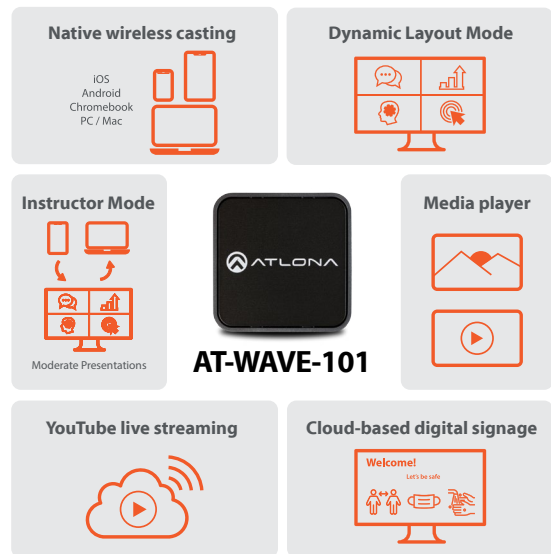 Native wireless casting
iOS
Android
Chromebook
PC / Mac
Dynamic Layout Mode
Instructor Mode
Moderate Presentations
ATLONA
AT-WAVE-101
Media player
YouTube live streaming
Cloud-based digital signage
Welcome!
Let's be safe